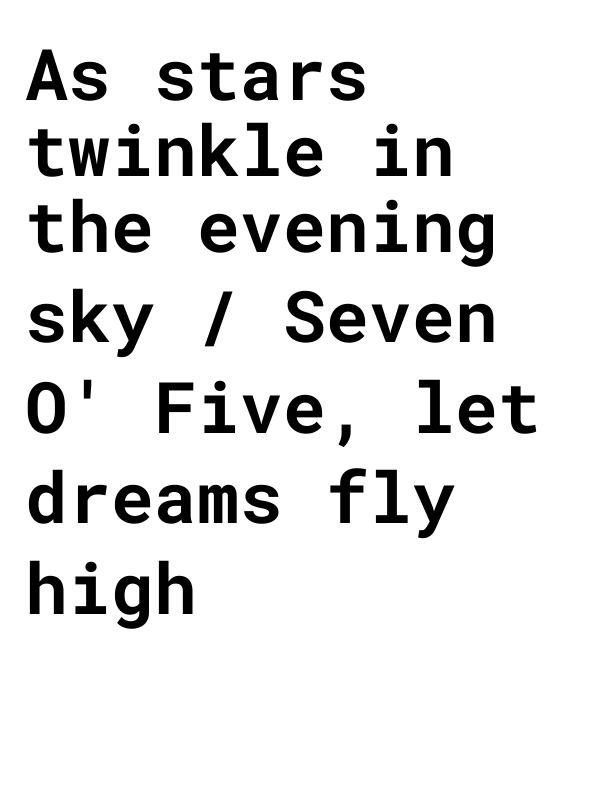 As stars
twinkle in
the evening
sky / Seven
O' Five, let
dreams fly
high